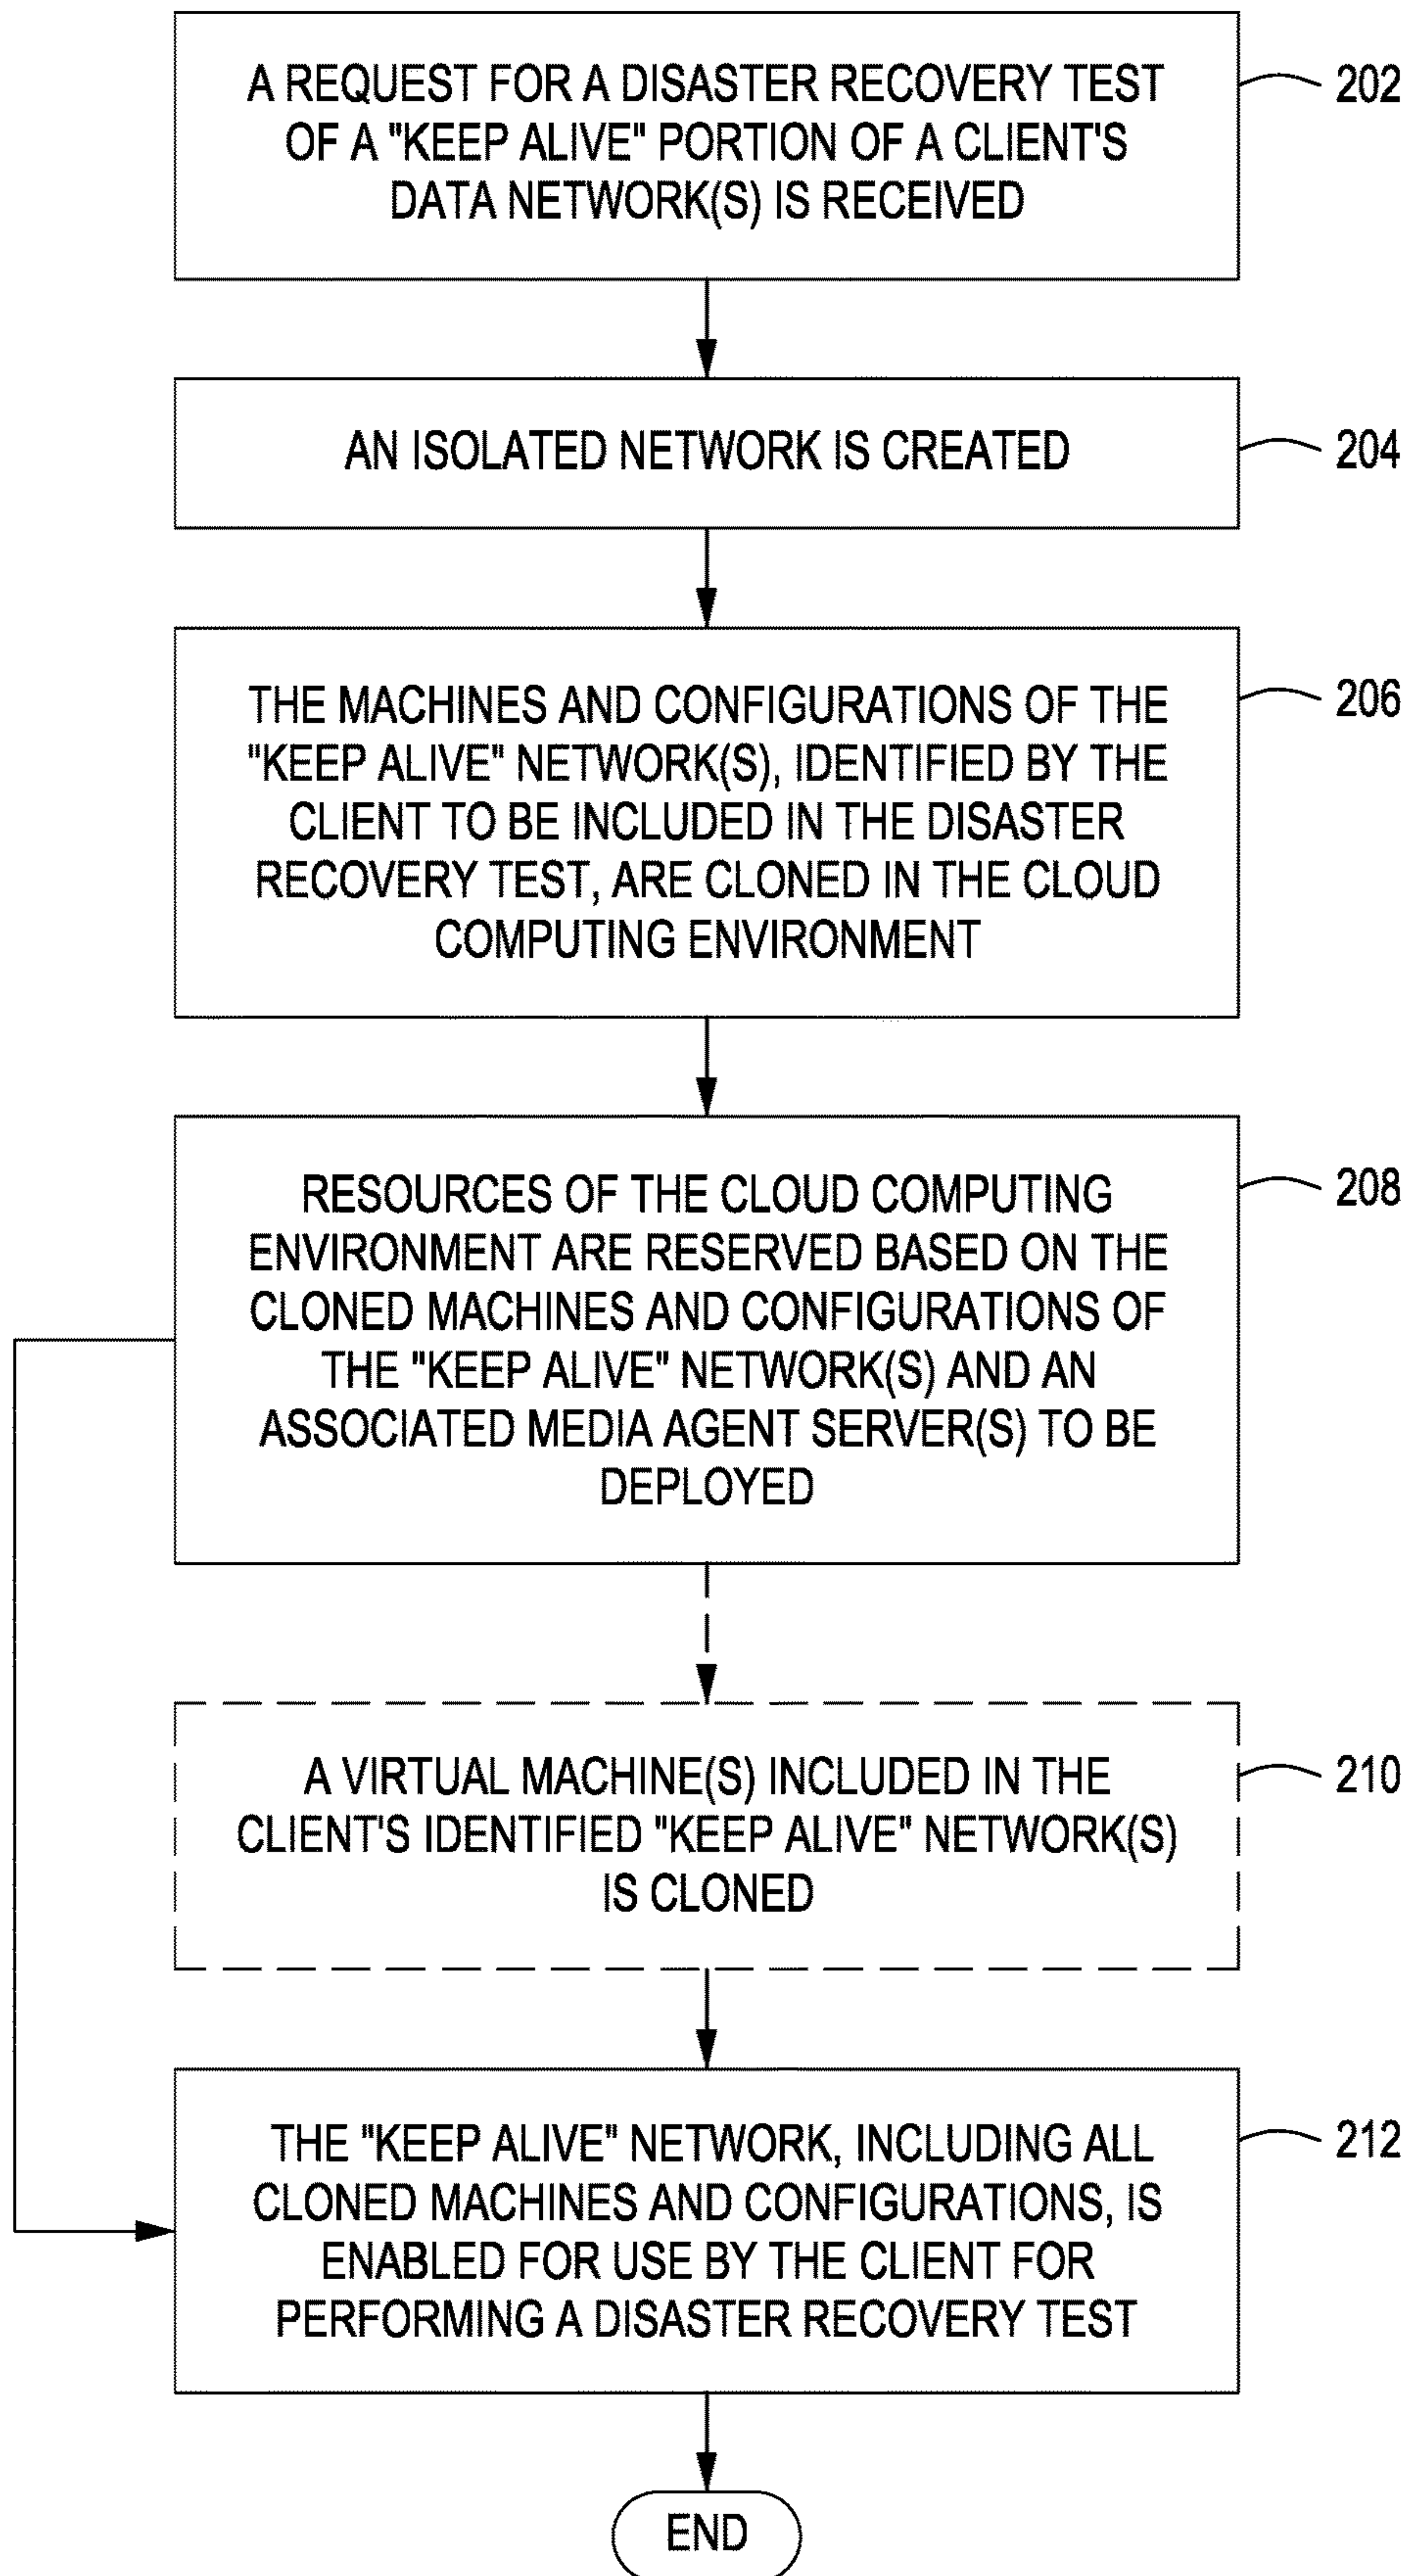 A REQUEST FOR A DISASTER RECOVERY TEST
OF A "KEEP ALIVE" PORTION OF A CLIENT'S
DATA NETWORK(S) IS RECEIVED
202
AN ISOLATED NETWORK IS CREATED
204
THE MACHINES AND CONFIGURATIONS OF THE
"KEEP ALIVE" NETWORK(S), IDENTIFIED BY THE
CLIENT TO BE INCLUDED IN THE DISASTER
RECOVERY TEST, ARE CLONED IN THE CLOUD
COMPUTING ENVIRONMENT
206
RESOURCES OF THE CLOUD COMPUTING
ENVIRONMENT ARE RESERVED BASED ON THE
CLONED MACHINES AND CONFIGURATIONS OF
THE "KEEP ALIVE" NETWORK(S) AND AN
ASSOCIATED MEDIA AGENT SERVER(S) TO BE
DEPLOYED
208
A VIRTUAL MACHINE(S) INCLUDED IN THE
CLIENT'S IDENTIFIED "KEEP ALIVE" NETWORK(S)
IS CLONED
210
THE "KEEP ALIVE" NETWORK, INCLUDING ALL
CLONED MACHINES AND CONFIGURATIONS, IS
ENABLED FOR USE BY THE CLIENT FOR
PERFORMING A DISASTER RECOVERY TEST
212
END